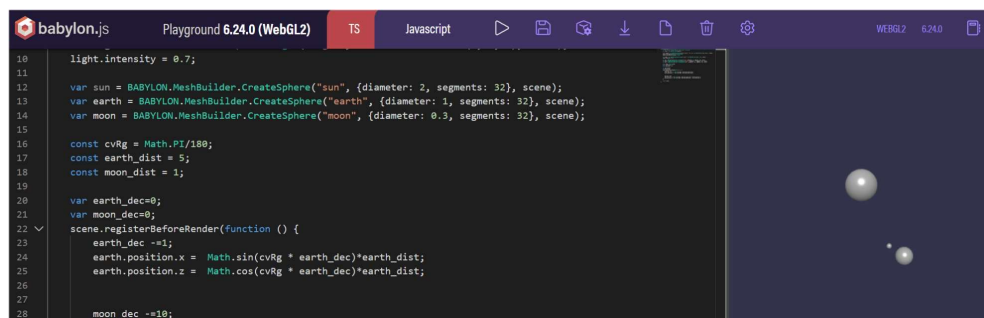 babylon.js Playground 6.24.0 (WebGL2) TS Javascript WEBGL2 6.24.0
10 light.intensity = 0.7;
11
12 var sun = BABYLON.MeshBuilder.CreateSphere("sun", {diameter: 2, segments: 32}, scene);
13 var earth = BABYLON.MeshBuilder.CreateSphere("earth", {diameter: 1, segments: 32}, scene);
14 var moon = BABYLON.MeshBuilder.CreateSphere("moon", {diameter: 0.3, segments: 32}, scene);
15
16 const cvRg = Math.PI/180;
17 const earth_dist = 5;
18 const moon_dist = 1;
19
20 var earth_dec=0;
21 var moon_dec=0;
22 scene.registerBeforeRender(function () {
23 earth_dec -=1;
24 earth.position.x = Math.sin(cvRg * earth_dec)*earth_dist;
25 earth.position.z = Math.cos(cvRg * earth_dec)*earth_dist;
26
27
28 moon_dec -=10;